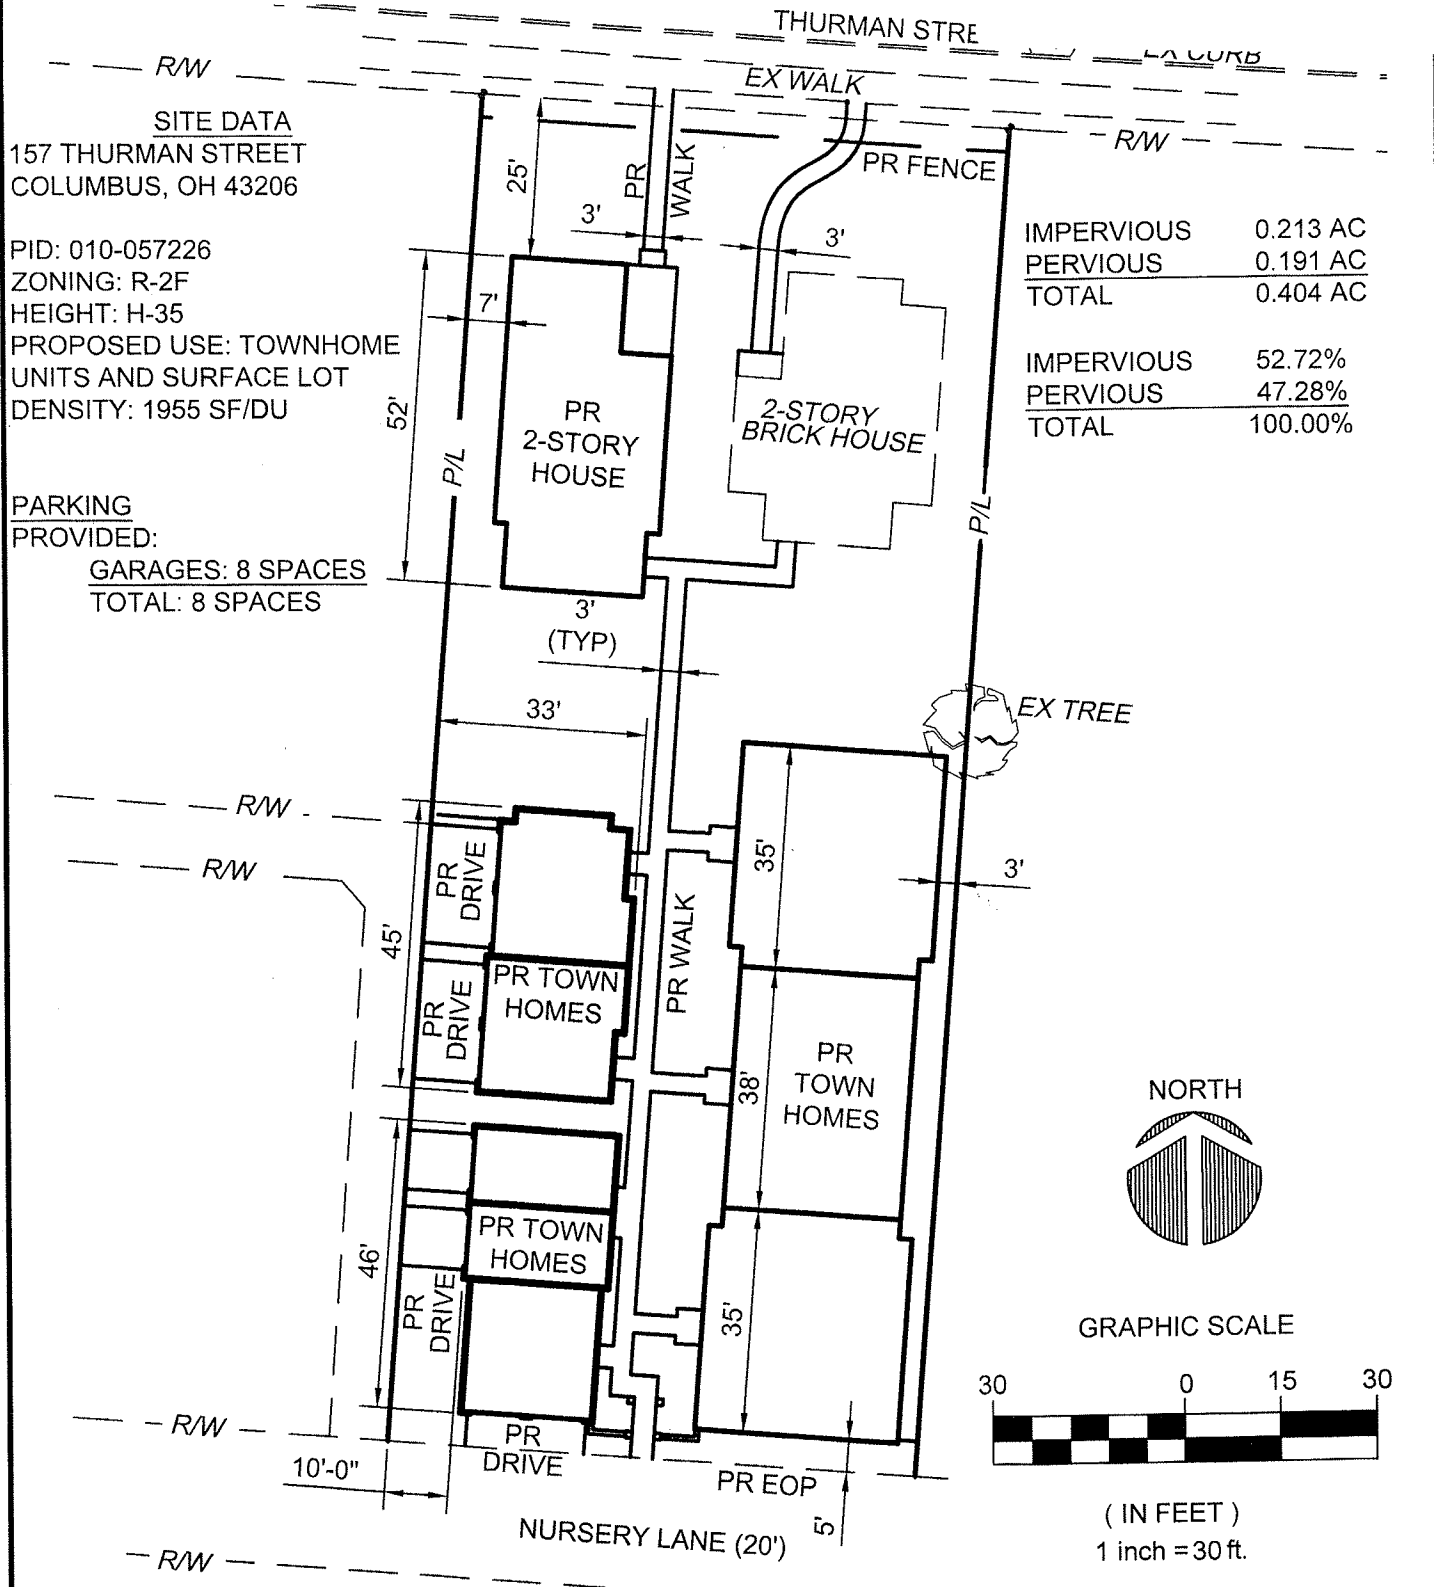 THURMAN STRE
R/W
EX WALK
R/W
SITE DATA
157 THURMAN STREET
COLUMBUS, OH 43206
PID: 010-057226
ZONING: R-2F
HEIGHT: H-35
PROPOSED USE: TOWNHOME
UNITS AND SURFACE LOT
DENSITY: 1955 SF/DU
PARKING
PROVIDED:
GARAGES: 8 SPACES
TOTAL: 8 SPACES
25'
PR
WALK
PR FENCE
3'
3'
7'
52'
P/L
PR
2-STORY
HOUSE
2-STORY
BRICK HOUSE
P/L
IMPERVIOUS 0.213 AC
PERVIOUS 0.191 AC
TOTAL 0.404 AC
IMPERVIOUS 52.72%
PERVIOUS 47.28%
TOTAL 100.00%
3'
(TYP)
33'
EX TREE
R/W
R/W
PR
DRIVE
45'
PR
DRIVE
PR TOWN
HOMES
PR WALK
35'
3'
38'
PR
TOWN
HOMES
46'
PR TOWN
HOMES
PR
DRIVE
35'
R/W
PR
DRIVE
10'-0"
PR EOP
5'
NURSERY LANE (20')
R/W
NORTH
GRAPHIC SCALE
30 0 15 30
( IN FEET )
1 inch = 30 ft.